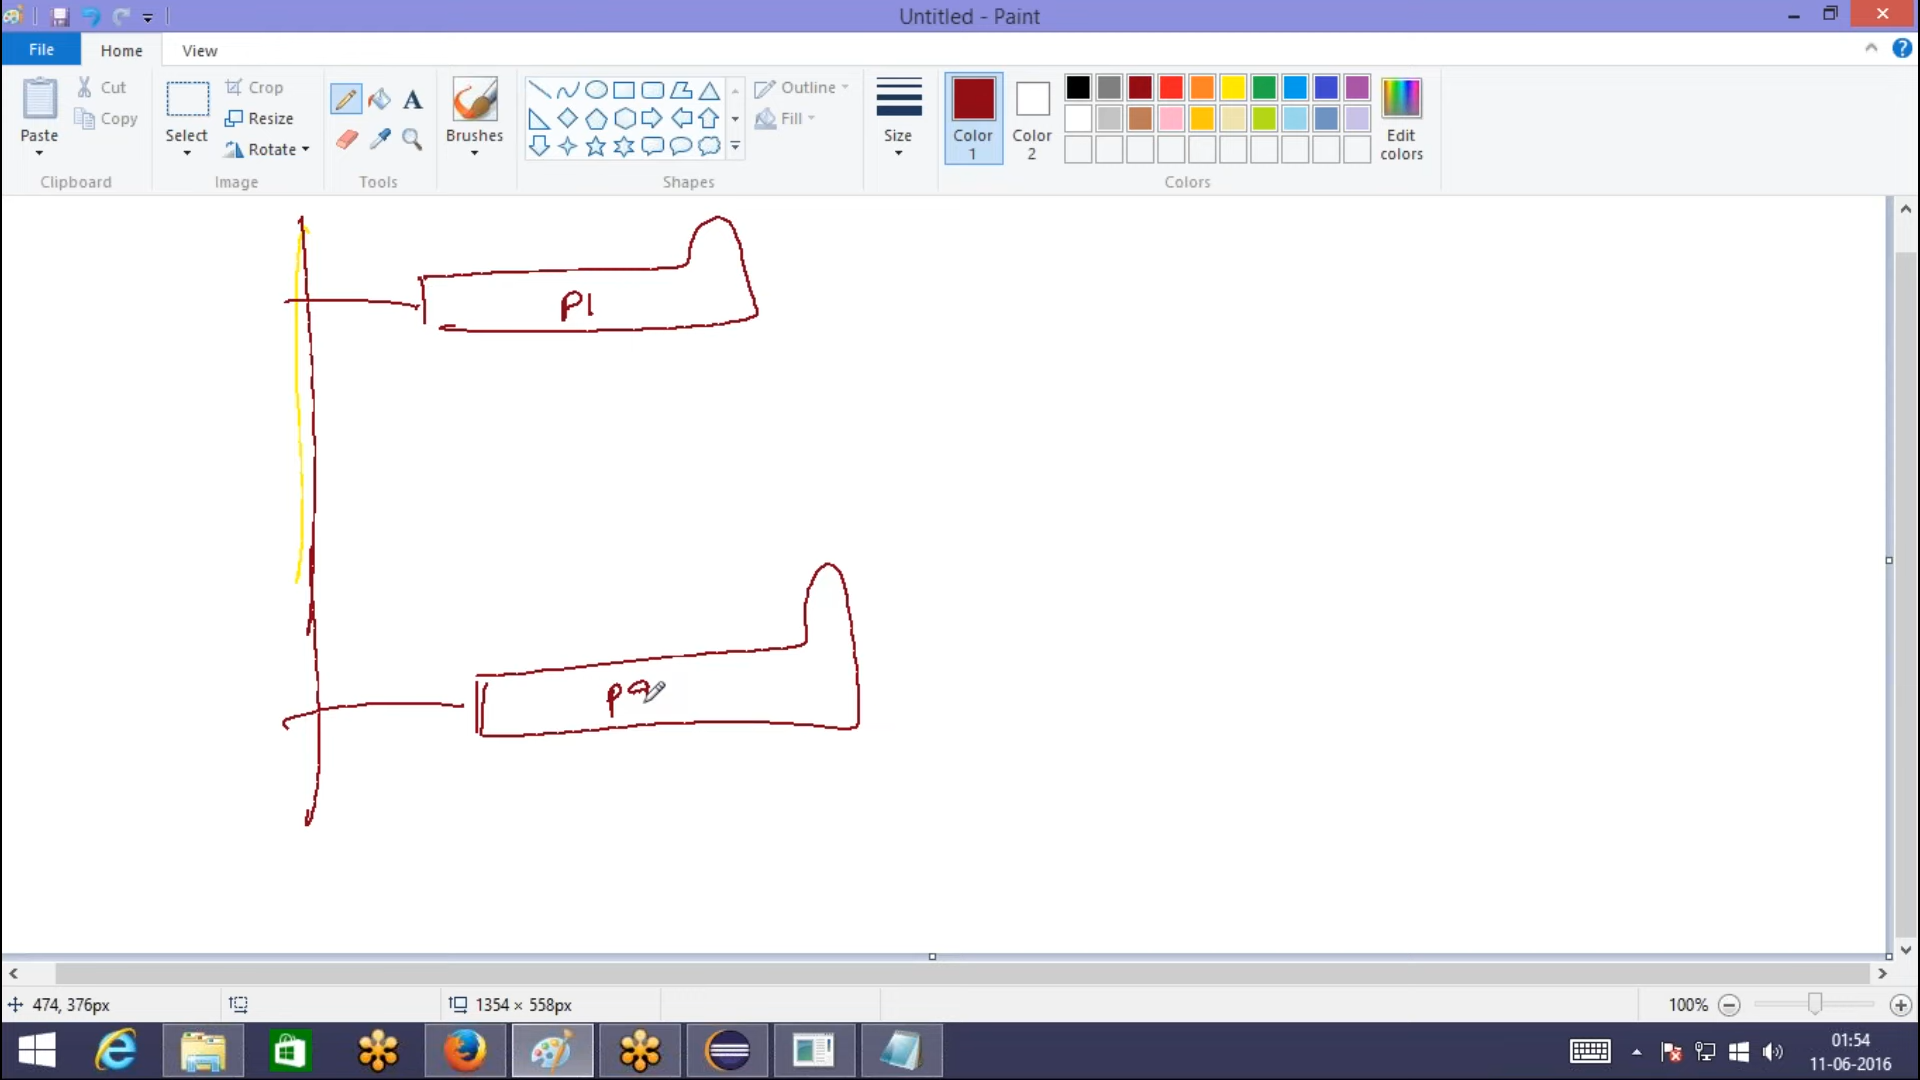 Untitled - Paint
File
Home
View
Paste
Cut
Copy
Clipboard
Select
Crop
Resize
Rotate
Image
A
Tools
Brushes
Shapes
Outline
Fill
Size
Color 1
Color 2
Edit colors
Colors
P1
474, 376px
1354 × 558px
100%
01:54
11-06-2016